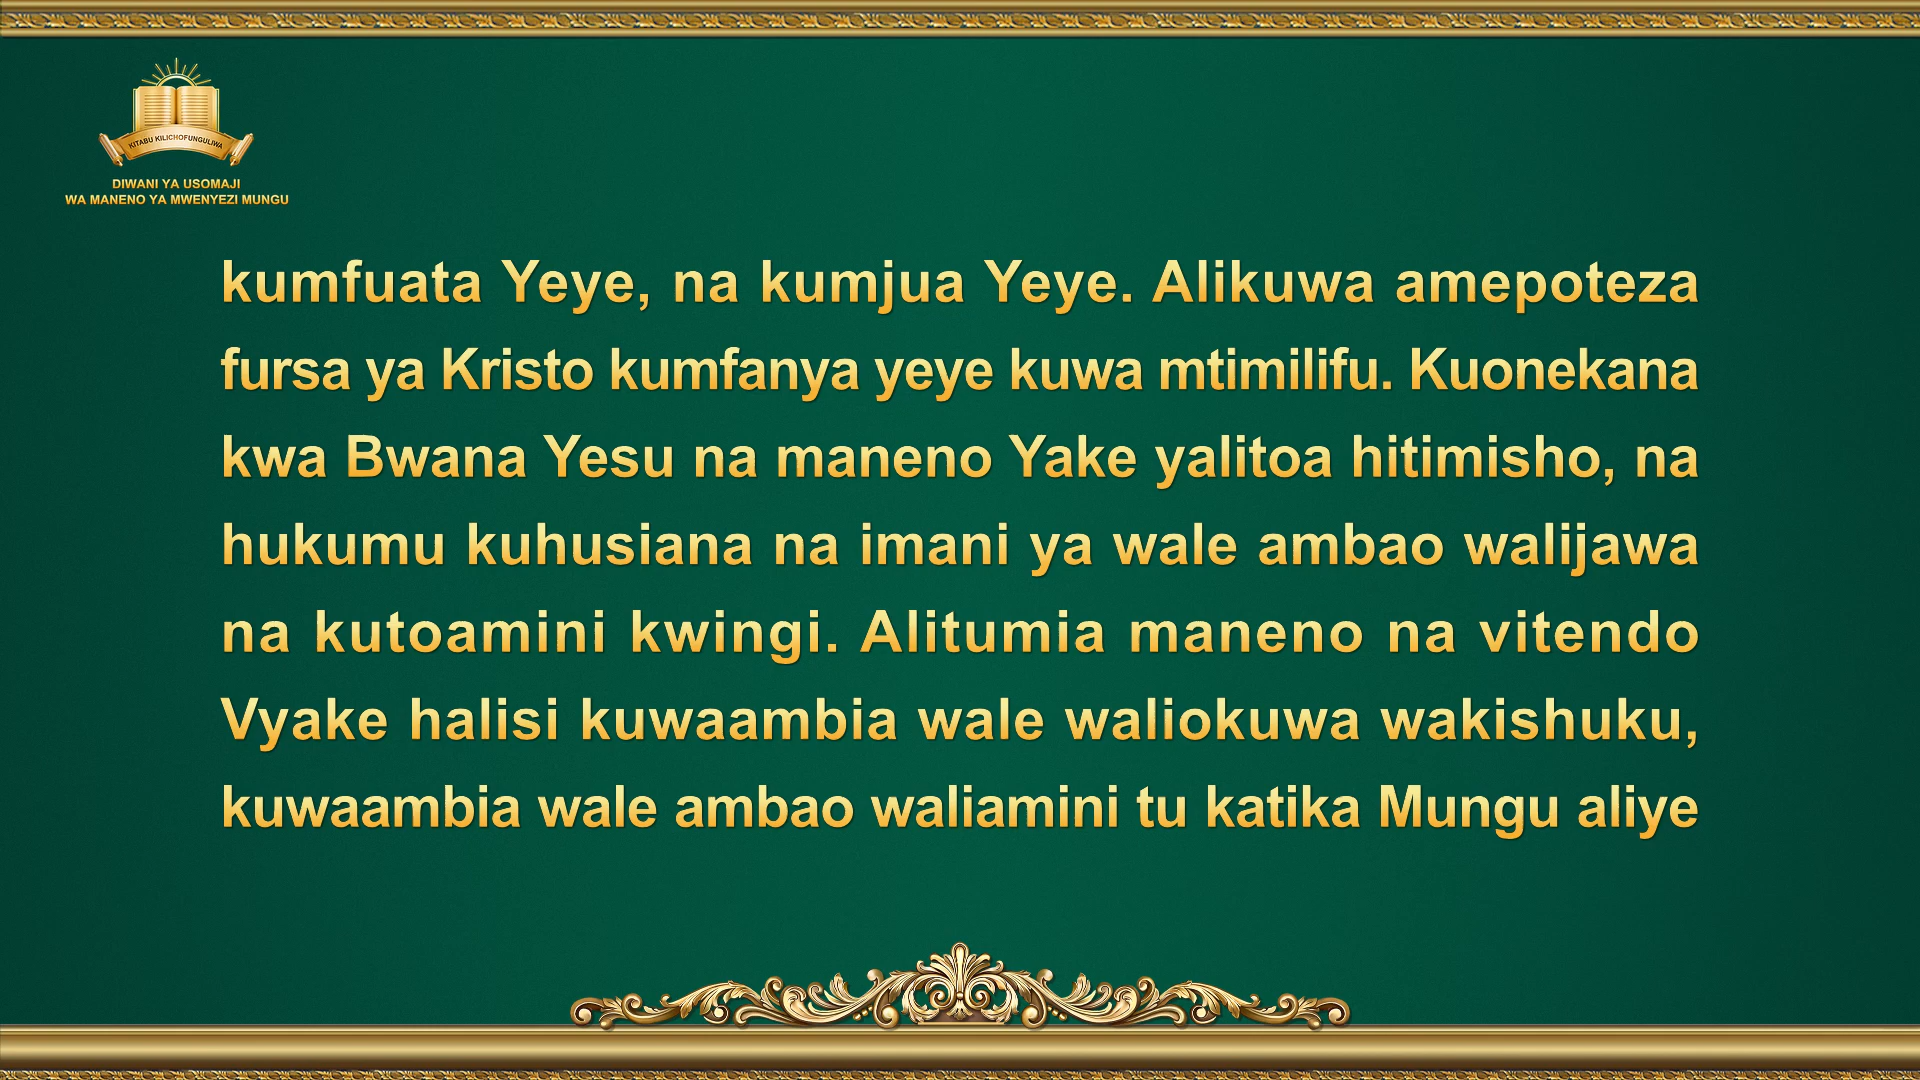 KITABU KILICHOFUNGULIWA
DIWANI YA USOMAJI
WA MANENO YA MWENYEZI MUNGU
kumfuata Yeye, na kumjua Yeye. Alikuwa amepoteza
fursa ya Kristo kumfanya yeye kuwa mtimilifu. Kuonekana
kwa Bwana Yesu na maneno Yake yalitoa hitimisho, na
hukumu kuhusiana na imani ya wale ambao walijawa
na kutoamini kwingi. Alitumia maneno na vitendo
Vyake halisi kuwaambia wale waliokuwa wakishuku,
kuwaambia wale ambao waliamini tu katika Mungu aliye